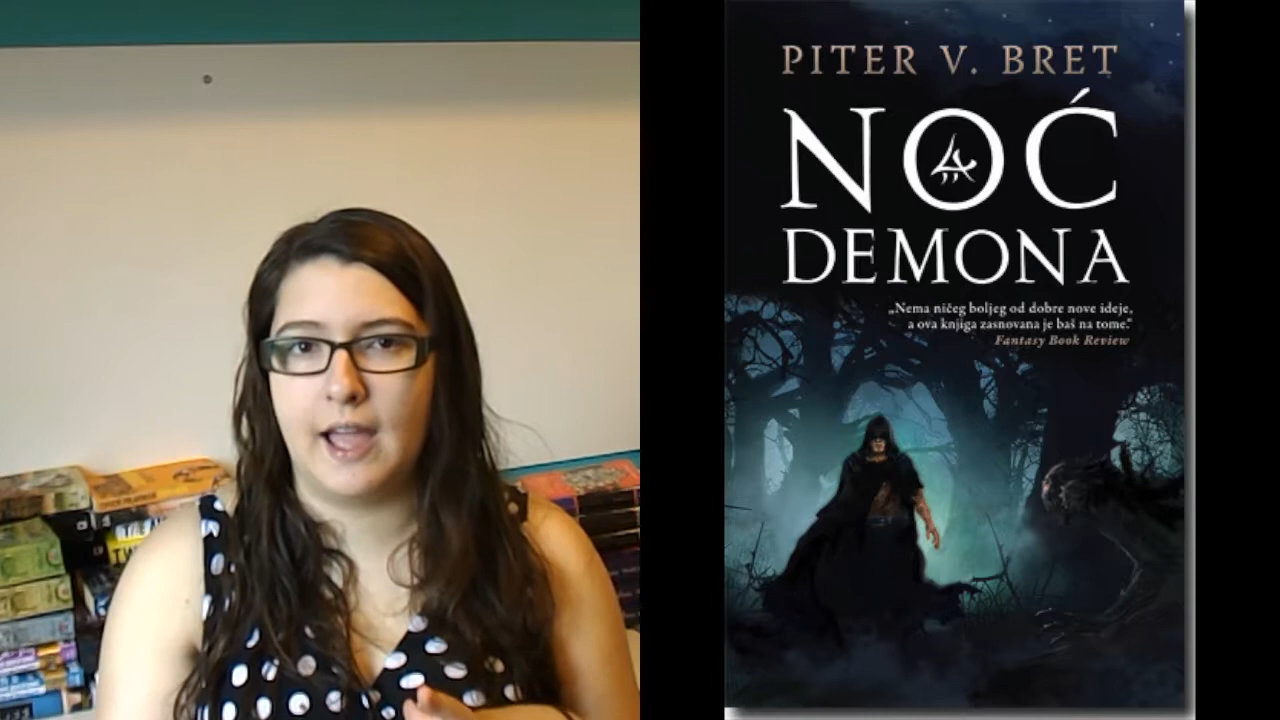 PITER V. BRET
NOĆ
DEMONA
„Nema ničeg boljeg od dobre nove ideje,
a ova knjiga zasnovana je baš na tome.”
Fantasy Book Review